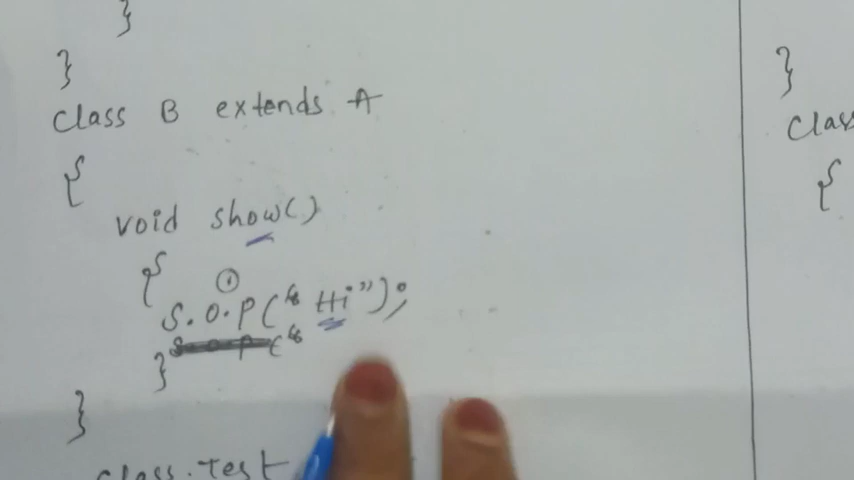 }
}
class B extends A
{
void show()
{
①
S.O.P("Hi");
S.O.P("
}
}
class.Test
}
Clas
{